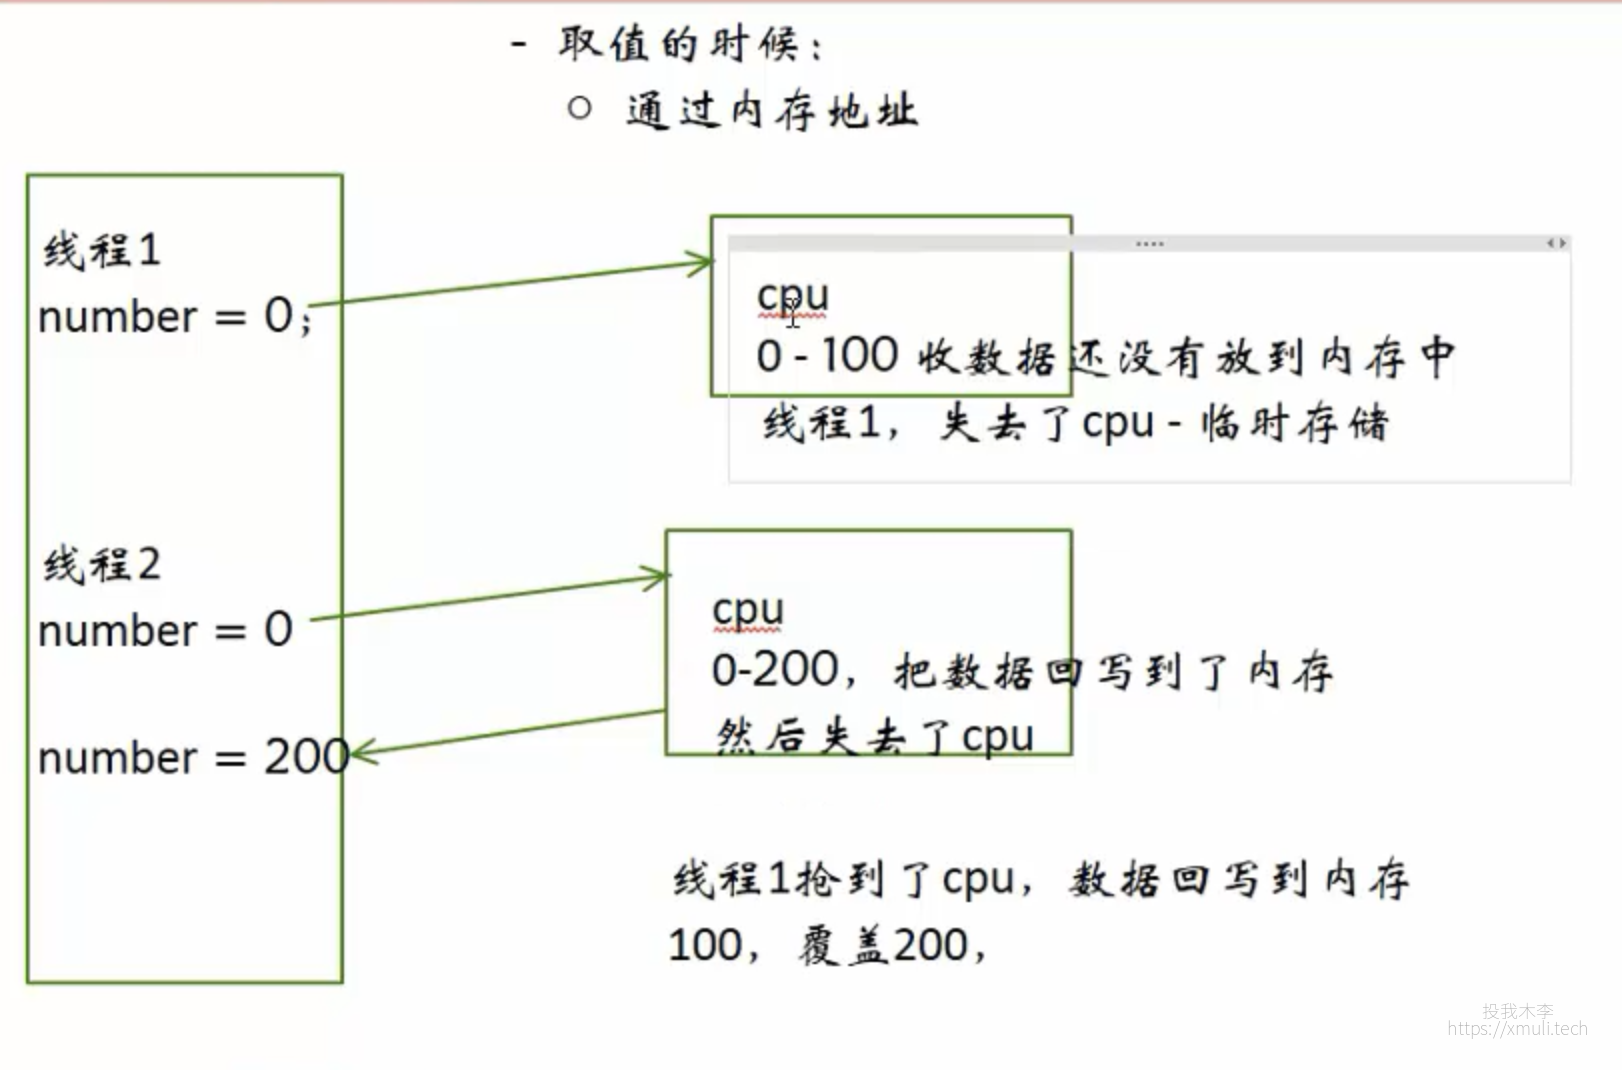 - 取值的时候：
○ 通过内存地址
线程1
number = 0；
cpu
0 - 100 收数据还没有放到内存中
线程1，失去了cpu - 临时存储
线程2
number = 0
cpu
0-200，把数据回写到了内存
然后失去了cpu
number = 200
线程1抢到了cpu，数据回写到内存
100，覆盖200，
投我木李
https://xmuli.tech